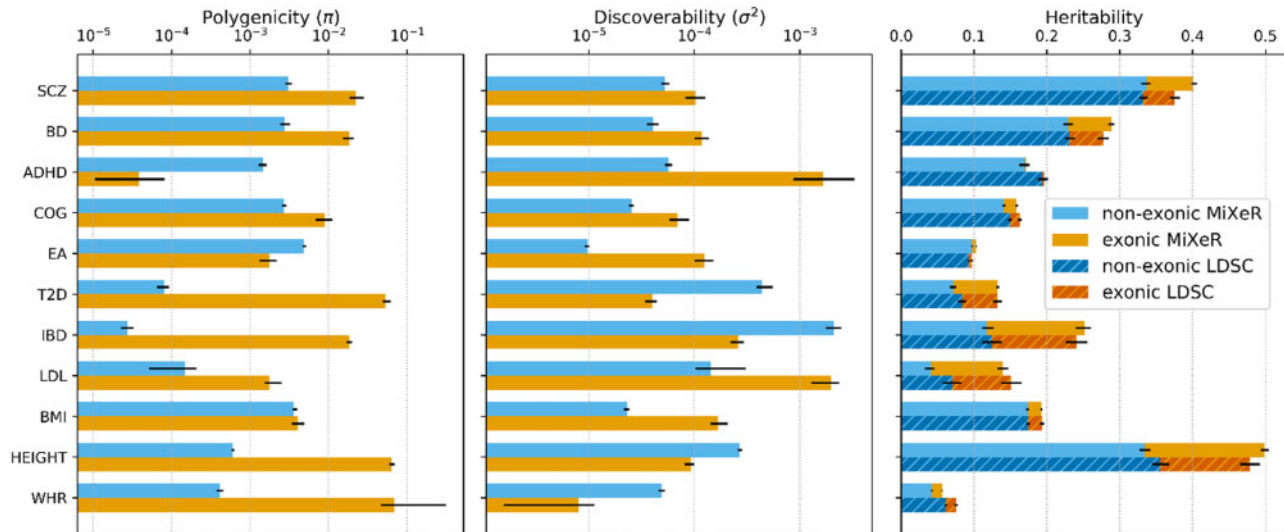 Polygenicity (π) Discoverability (σ²) Heritability
10⁻⁵ 10⁻⁴ 10⁻³ 10⁻² 10⁻¹ 10⁻⁵ 10⁻⁴ 10⁻³ 0.0 0.1 0.2 0.3 0.4 0.5
SCZ
BD
ADHD
COG
EA
T2D
IBD
LDL
BMI
HEIGHT
WHR
non-exonic MiXeR
exonic MiXeR
non-exonic LDSC
exonic LDSC